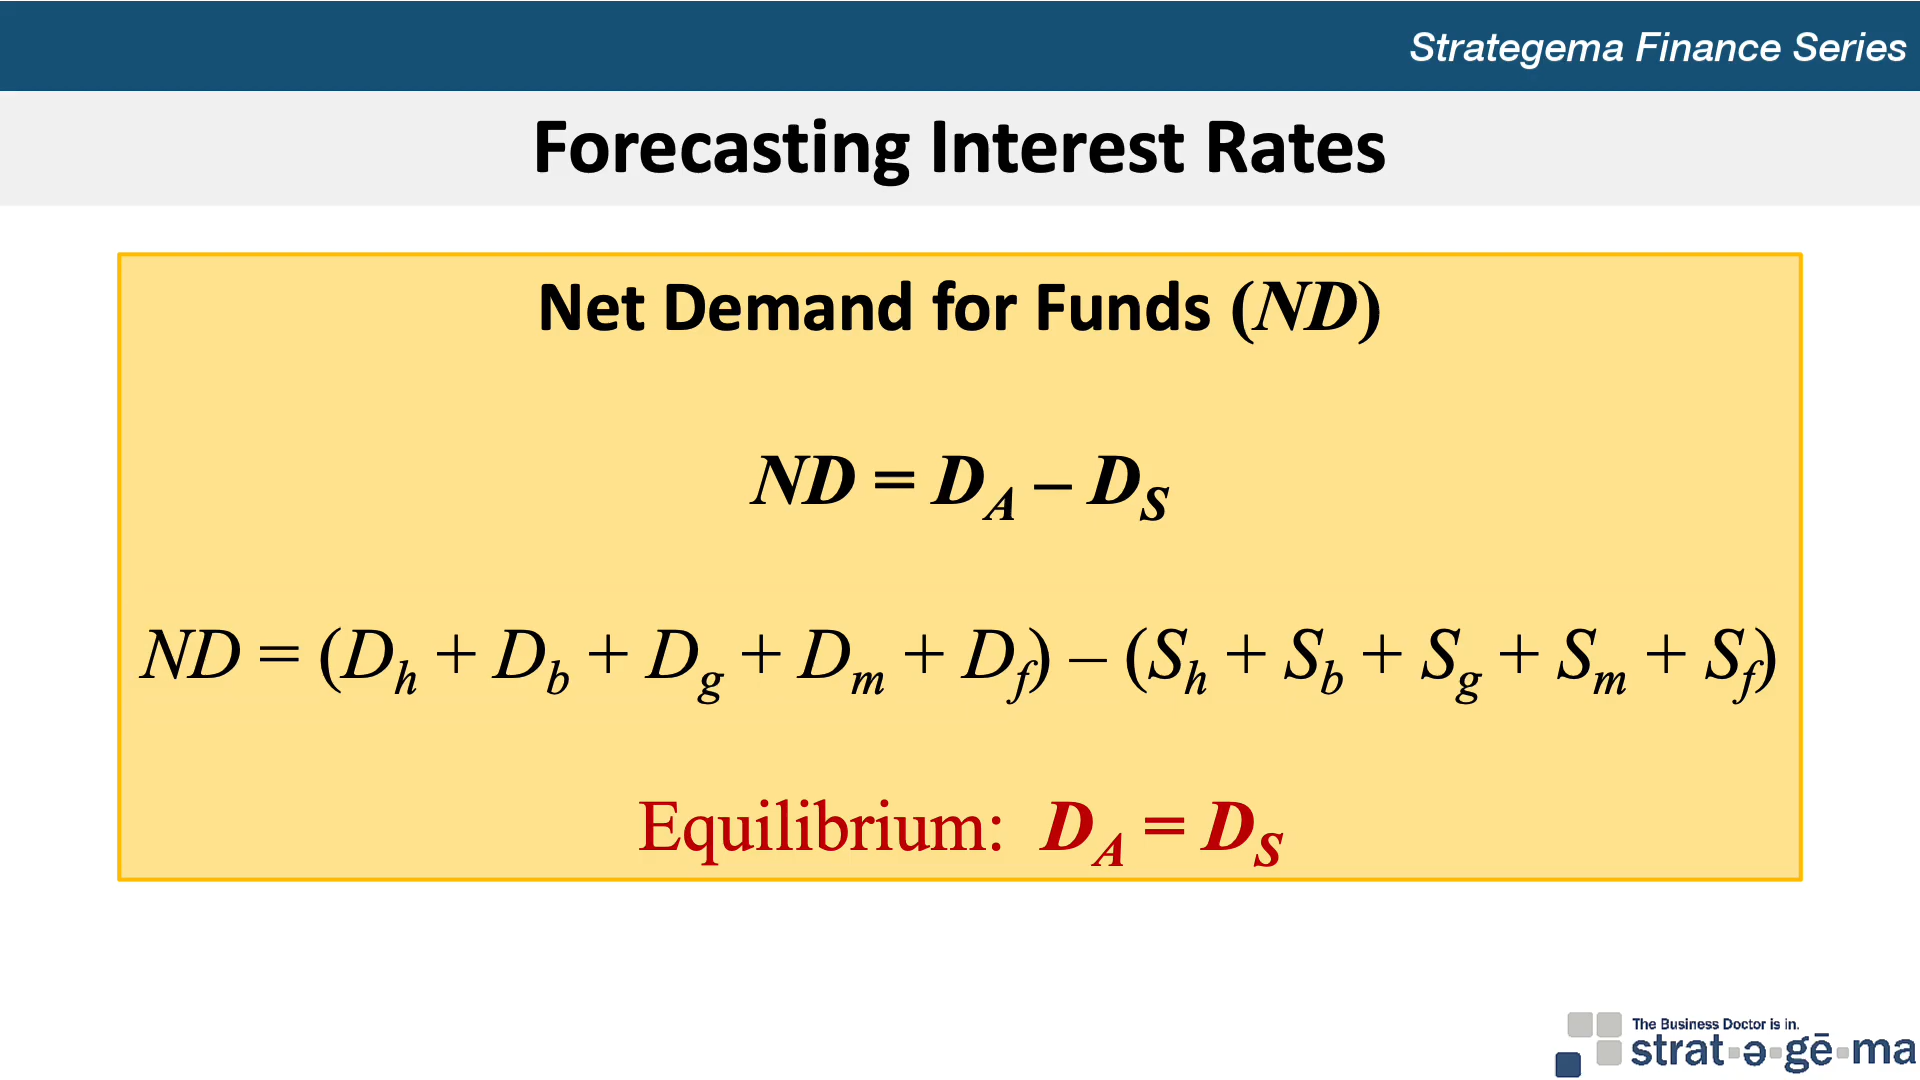 Strategema Finance Series
Forecasting Interest Rates
Net Demand for Funds (ND)
ND = D_A – D_S
ND = (D_h + D_b + D_g + D_m + D_f) – (S_h + S_b + S_g + S_m + S_f)
Equilibrium: D_A = D_S
The Business Doctor is in.
strat▪ə▪gē▪ma